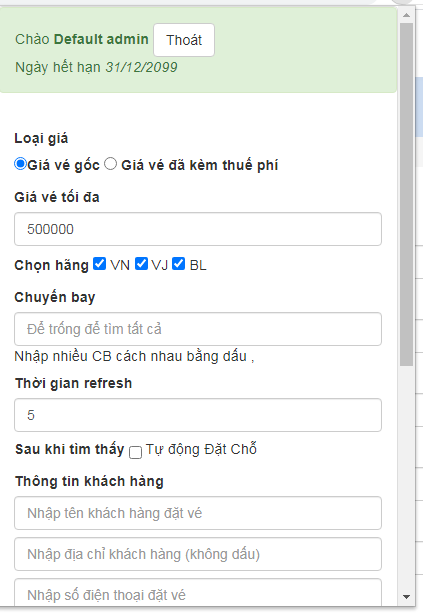 Chào Default admin Thoát
Ngày hết hạn 31/12/2099
Loại giá
Giá vé gốc Giá vé đã kèm thuế phí
Giá vé tối đa
500000
Chọn hãng VN VJ BL
Chuyến bay
Để trống để tìm tất cả
Nhập nhiều CB cách nhau bằng dấu ,
Thời gian refresh
5
Sau khi tìm thấy Tự động Đặt Chỗ
Thông tin khách hàng
Nhập tên khách hàng đặt vé
Nhập địa chỉ khách hàng (không dấu)
Nhập số điện thoại đặt vé